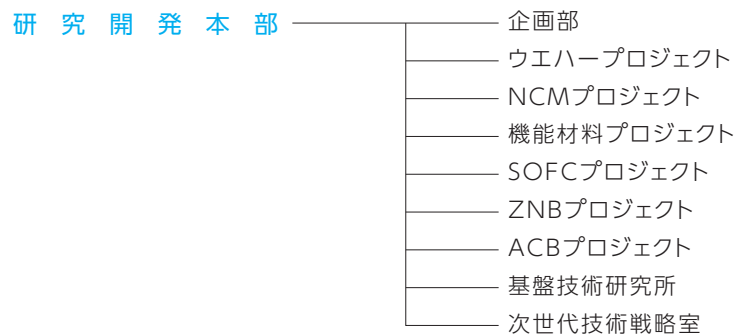 研究開発本部
企画部
ウエハープロジェクト
NCMプロジェクト
機能材料プロジェクト
SOFCプロジェクト
ZNBプロジェクト
ACBプロジェクト
基盤技術研究所
次世代技術戦略室